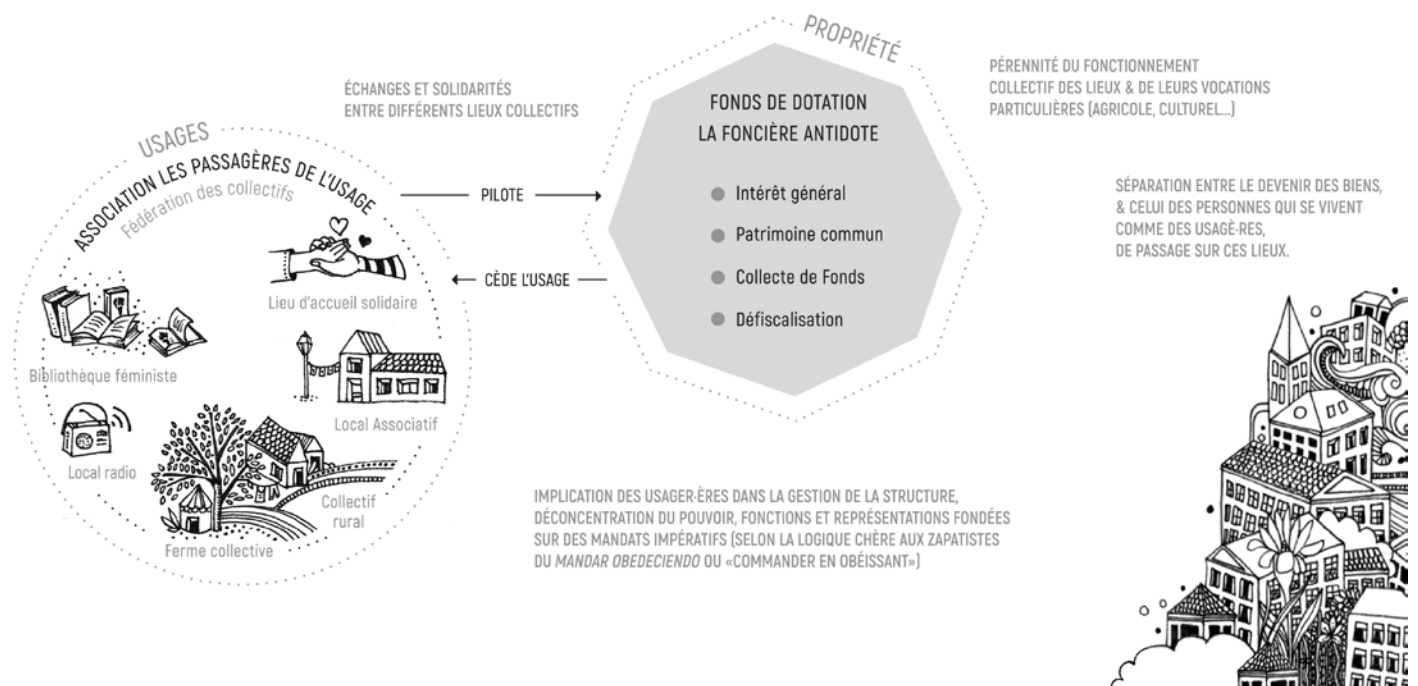 USAGES
ASSOCIATION LES PASSAGÈRES DE L'USAGE
Fédération des collectifs
Lieu d'accueil solidaire
Bibliothèque féministe
Local Associatif
Local radio
Collectif
rural
Ferme collective
ÉCHANGES ET SOLIDARITÉS
ENTRE DIFFÉRENTS LIEUX COLLECTIFS
PILOTE
CÈDE L'USAGE
PROPRIÉTÉ
FONDS DE DOTATION
LA FONCIÈRE ANTIDOTE
Intérêt général
Patrimoine commun
Collecte de Fonds
Défiscalisation
PÉRENNITÉ DU FONCTIONNEMENT
COLLECTIF DES LIEUX & DE LEURS VOCATIONS
PARTICULIÈRES (AGRICOLE, CULTUREL...)
SÉPARATION ENTRE LE DEVENIR DES BIENS,
& CELUI DES PERSONNES QUI SE VIVENT
COMME DES USAGÈ·RES,
DE PASSAGE SUR CES LIEUX.
IMPLICATION DES USAGER·ÈRES DANS LA GESTION DE LA STRUCTURE,
DÉCONCENTRATION DU POUVOIR, FONCTIONS ET REPRÉSENTATIONS FONDÉES
SUR DES MANDATS IMPÉRATIFS (SELON LA LOGIQUE CHÈRE AUX ZAPATISTES
DU MANDAR OBEDECIENDO OU «COMMANDER EN OBÉISSANT»)